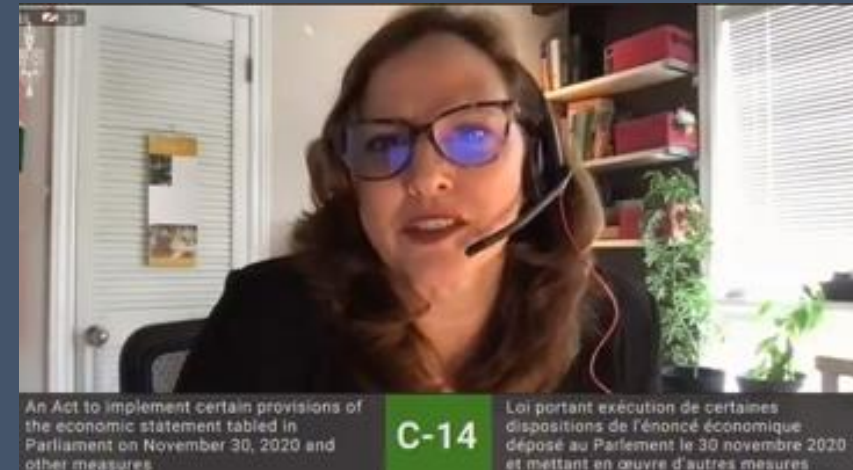 An Act to implement certain provisions of
the economic statement tabled in
Parliament on November 30, 2020 and
other measures
C-14
Loi portant exécution de certaines
dispositions de l'énoncé économique
déposé au Parlement le 30 novembre 2020
et mettant en œuvre d'autres mesures